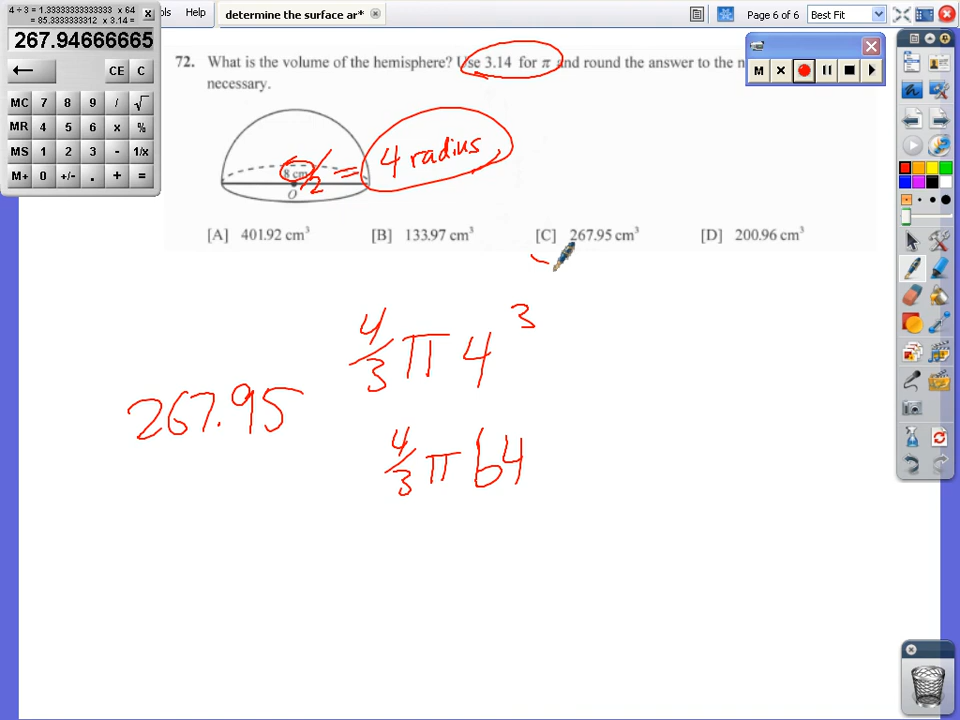 4 ÷ 3 = 1.33333333333333 x 64
= 85.3333333312 x 3.14 =
267.94666665
CE C
MC 7 8 9 / √
MR 4 5 6 x %
MS 1 2 3 - 1/x
M+ 0 +/- . + =
ols Help
determine the surface ar*
Page 6 of 6
Best Fit
M
72. What is the volume of the hemisphere? Use 3.14 for π and round the answer to the n
necessary.
8 cm
/2 = 4 radius
O
[A] 401.92 cm³ [B] 133.97 cm³ [C] 267.95 cm³ [D] 200.96 cm³
4/3 π 4³
267.95
4/3 π 64